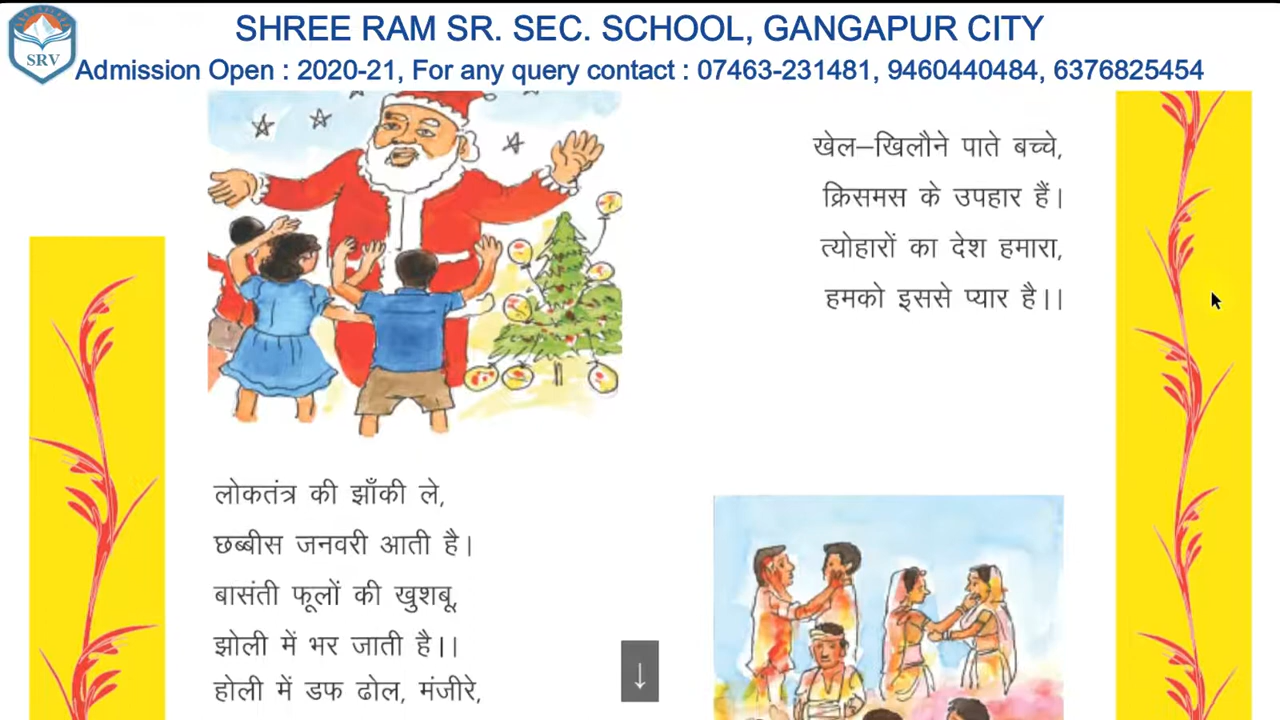 SHREE RAM SR. SEC. SCHOOL, GANGAPUR CITY
Admission Open : 2020-21, For any query contact : 07463-231481, 9460440484, 6376825454
SRV
खेल–खिलौने पाते बच्चे,
क्रिसमस के उपहार हैं।
त्योहारों का देश हमारा,
हमको इससे प्यार है।।
लोकतंत्र की झाँकी ले,
छब्बीस जनवरी आती है।
बासंती फूलों की खुशबू,
झोली में भर जाती है।।
होली में डफ ढोल, मंजीरे,